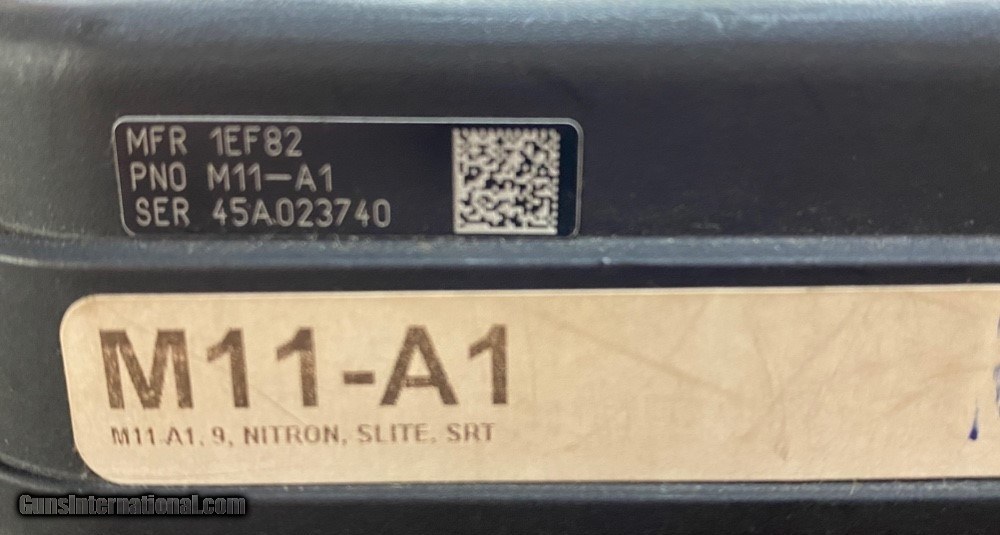 MFR 1EF82
PNO M11-A1
SER 45A023740
M11-A1
M11-A1, 9, NITRON, SLITE, SRT
GunsInternational.com